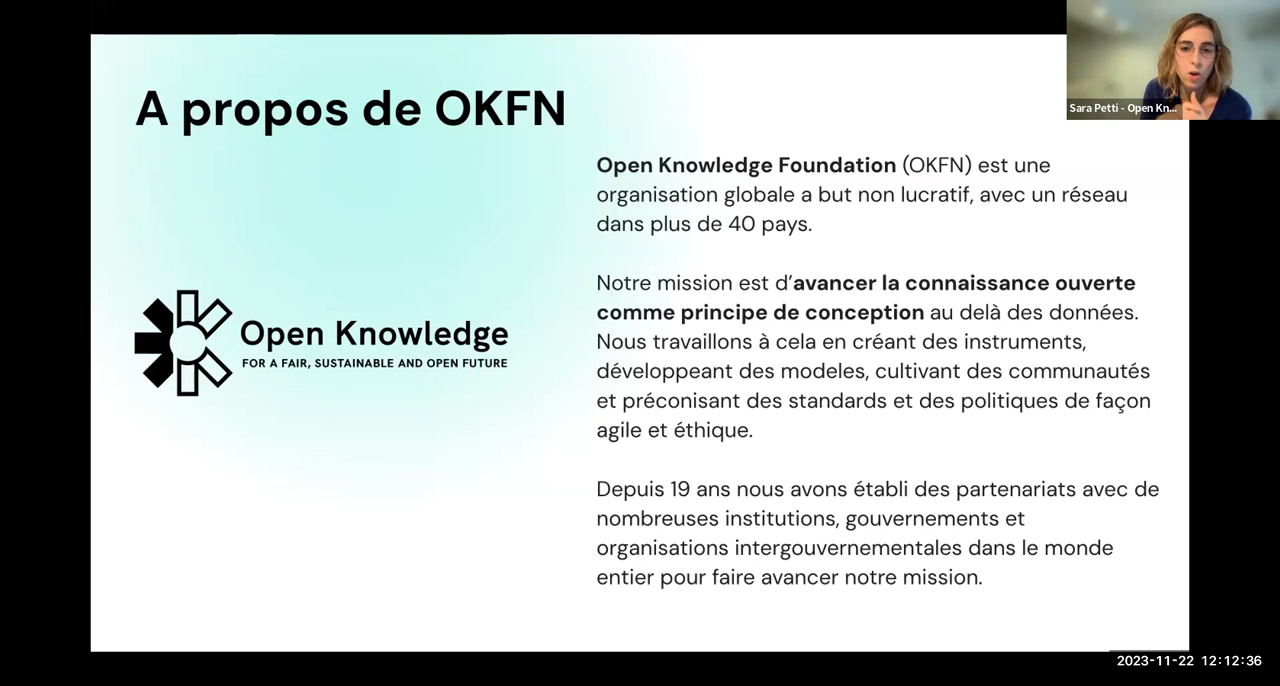 A propos de OKFN
Sara Petti - Open Kn...
Open Knowledge Foundation (OKFN) est une
organisation globale a but non lucratif, avec un réseau
dans plus de 40 pays.
Notre mission est d’avancer la connaissance ouverte
comme principe de conception au delà des données.
Nous travaillons à cela en créant des instruments,
développeant des modeles, cultivant des communautés
et préconisant des standards et des politiques de façon
agile et éthique.
Depuis 19 ans nous avons établi des partenariats avec de
nombreuses institutions, gouvernements et
organisations intergouvernementales dans le monde
entier pour faire avancer notre mission.
Open Knowledge
FOR A FAIR, SUSTAINABLE AND OPEN FUTURE
2023-11-22 12:12:36